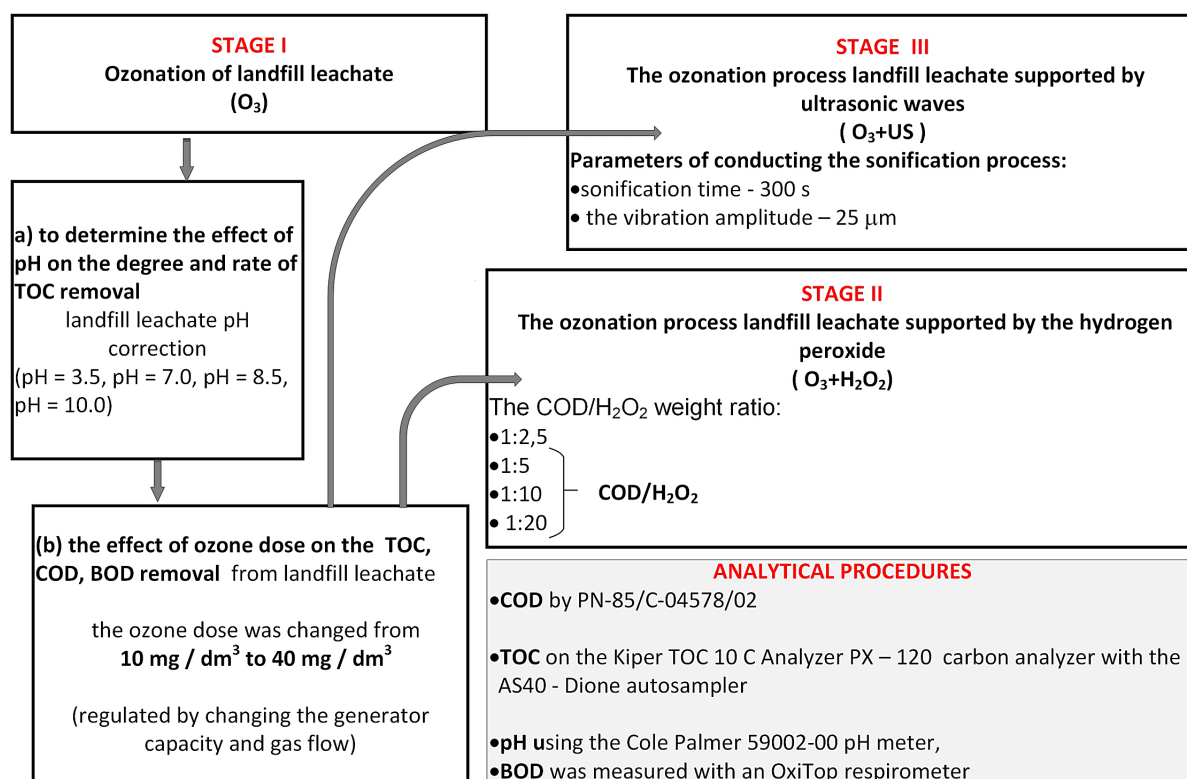 STAGE I
Ozonation of landfill leachate
(O₃)
a) to determine the effect of
pH on the degree and rate of
TOC removal
landfill leachate pH
correction
(pH = 3.5, pH = 7.0, pH = 8.5,
pH = 10.0)
(b) the effect of ozone dose on the TOC,
COD, BOD removal from landfill leachate
the ozone dose was changed from
10 mg / dm³ to 40 mg / dm³
(regulated by changing the generator
capacity and gas flow)
STAGE III
The ozonation process landfill leachate supported by
ultrasonic waves
( O₃+US )
Parameters of conducting the sonification process:
•sonification time - 300 s
• the vibration amplitude – 25 μm
STAGE II
The ozonation process landfill leachate supported by the hydrogen
peroxide
( O₃+H₂O₂)
The COD/H₂O₂ weight ratio:
•1:2,5
•1:5
•1:10
• 1:20
COD/H₂O₂
ANALYTICAL PROCEDURES
•COD by PN-85/C-04578/02
•TOC on the Kiper TOC 10 C Analyzer PX – 120 carbon analyzer with the
AS40 - Dione autosampler
•pH using the Cole Palmer 59002-00 pH meter,
•BOD was measured with an OxiTop respirometer